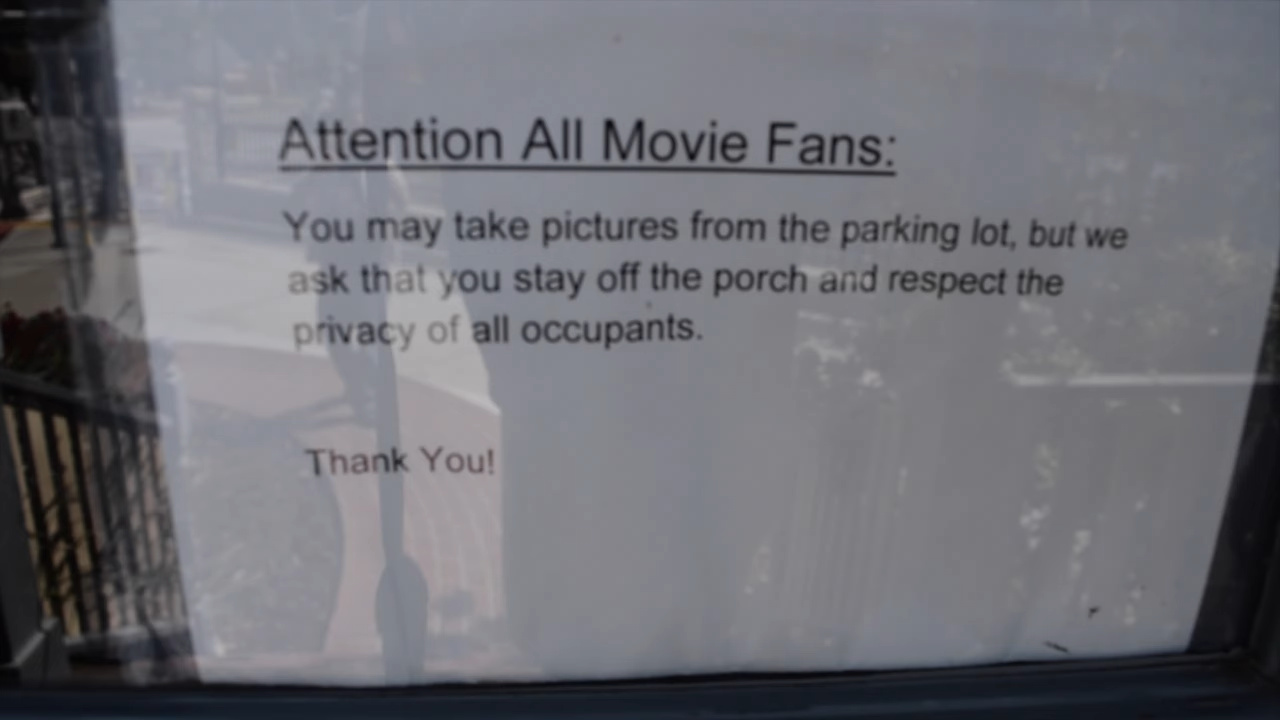 Attention All Movie Fans:
You may take pictures from the parking lot, but we
ask that you stay off the porch and respect the
privacy of all occupants.
Thank You!